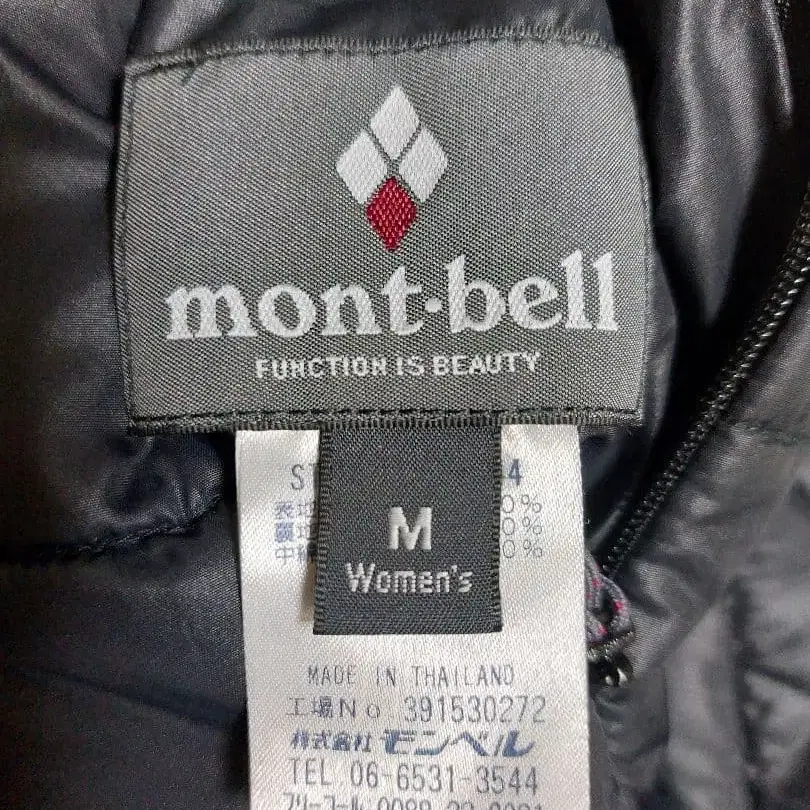 mont·bell
FUNCTION IS BEAUTY
M
Women's
MADE IN THAILAND
工場No 391530272
株式会社 モンベル
TEL 06-6531-3544